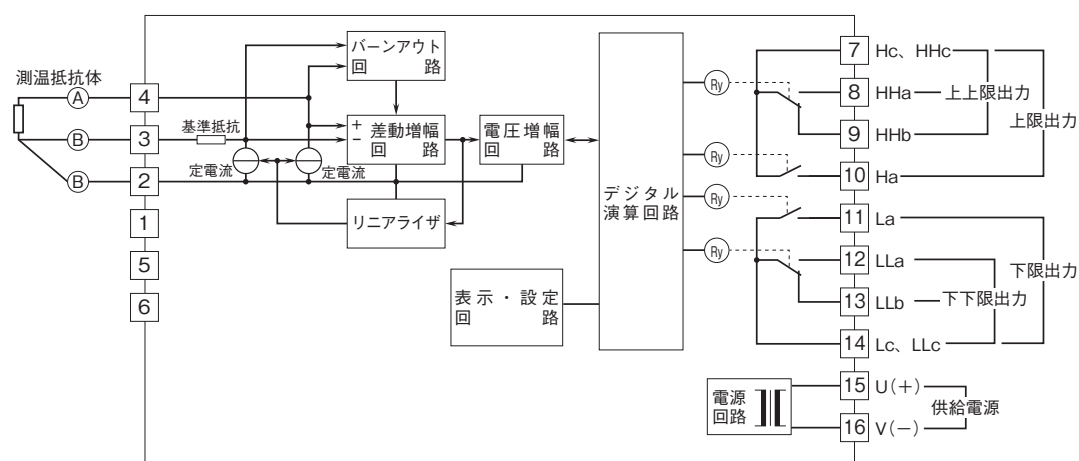 測温抵抗体
A
B
B
4
3
2
1
5
6
基準抵抗
定電流
定電流
バーンアウト
回路
+
−
差動増幅
回路
電圧増幅
回路
リニアライザ
表示・設定
回路
デジタル
演算回路
Ry
Ry
Ry
Ry
7 Hc、HHc
8 HHa 上上限出力
9 HHb
上限出力
10 Ha
11 La
12 LLa
下限出力
13 LLb 下下限出力
14 Lc、LLc
電源
回路
15 U(+)
供給電源
16 V(−)